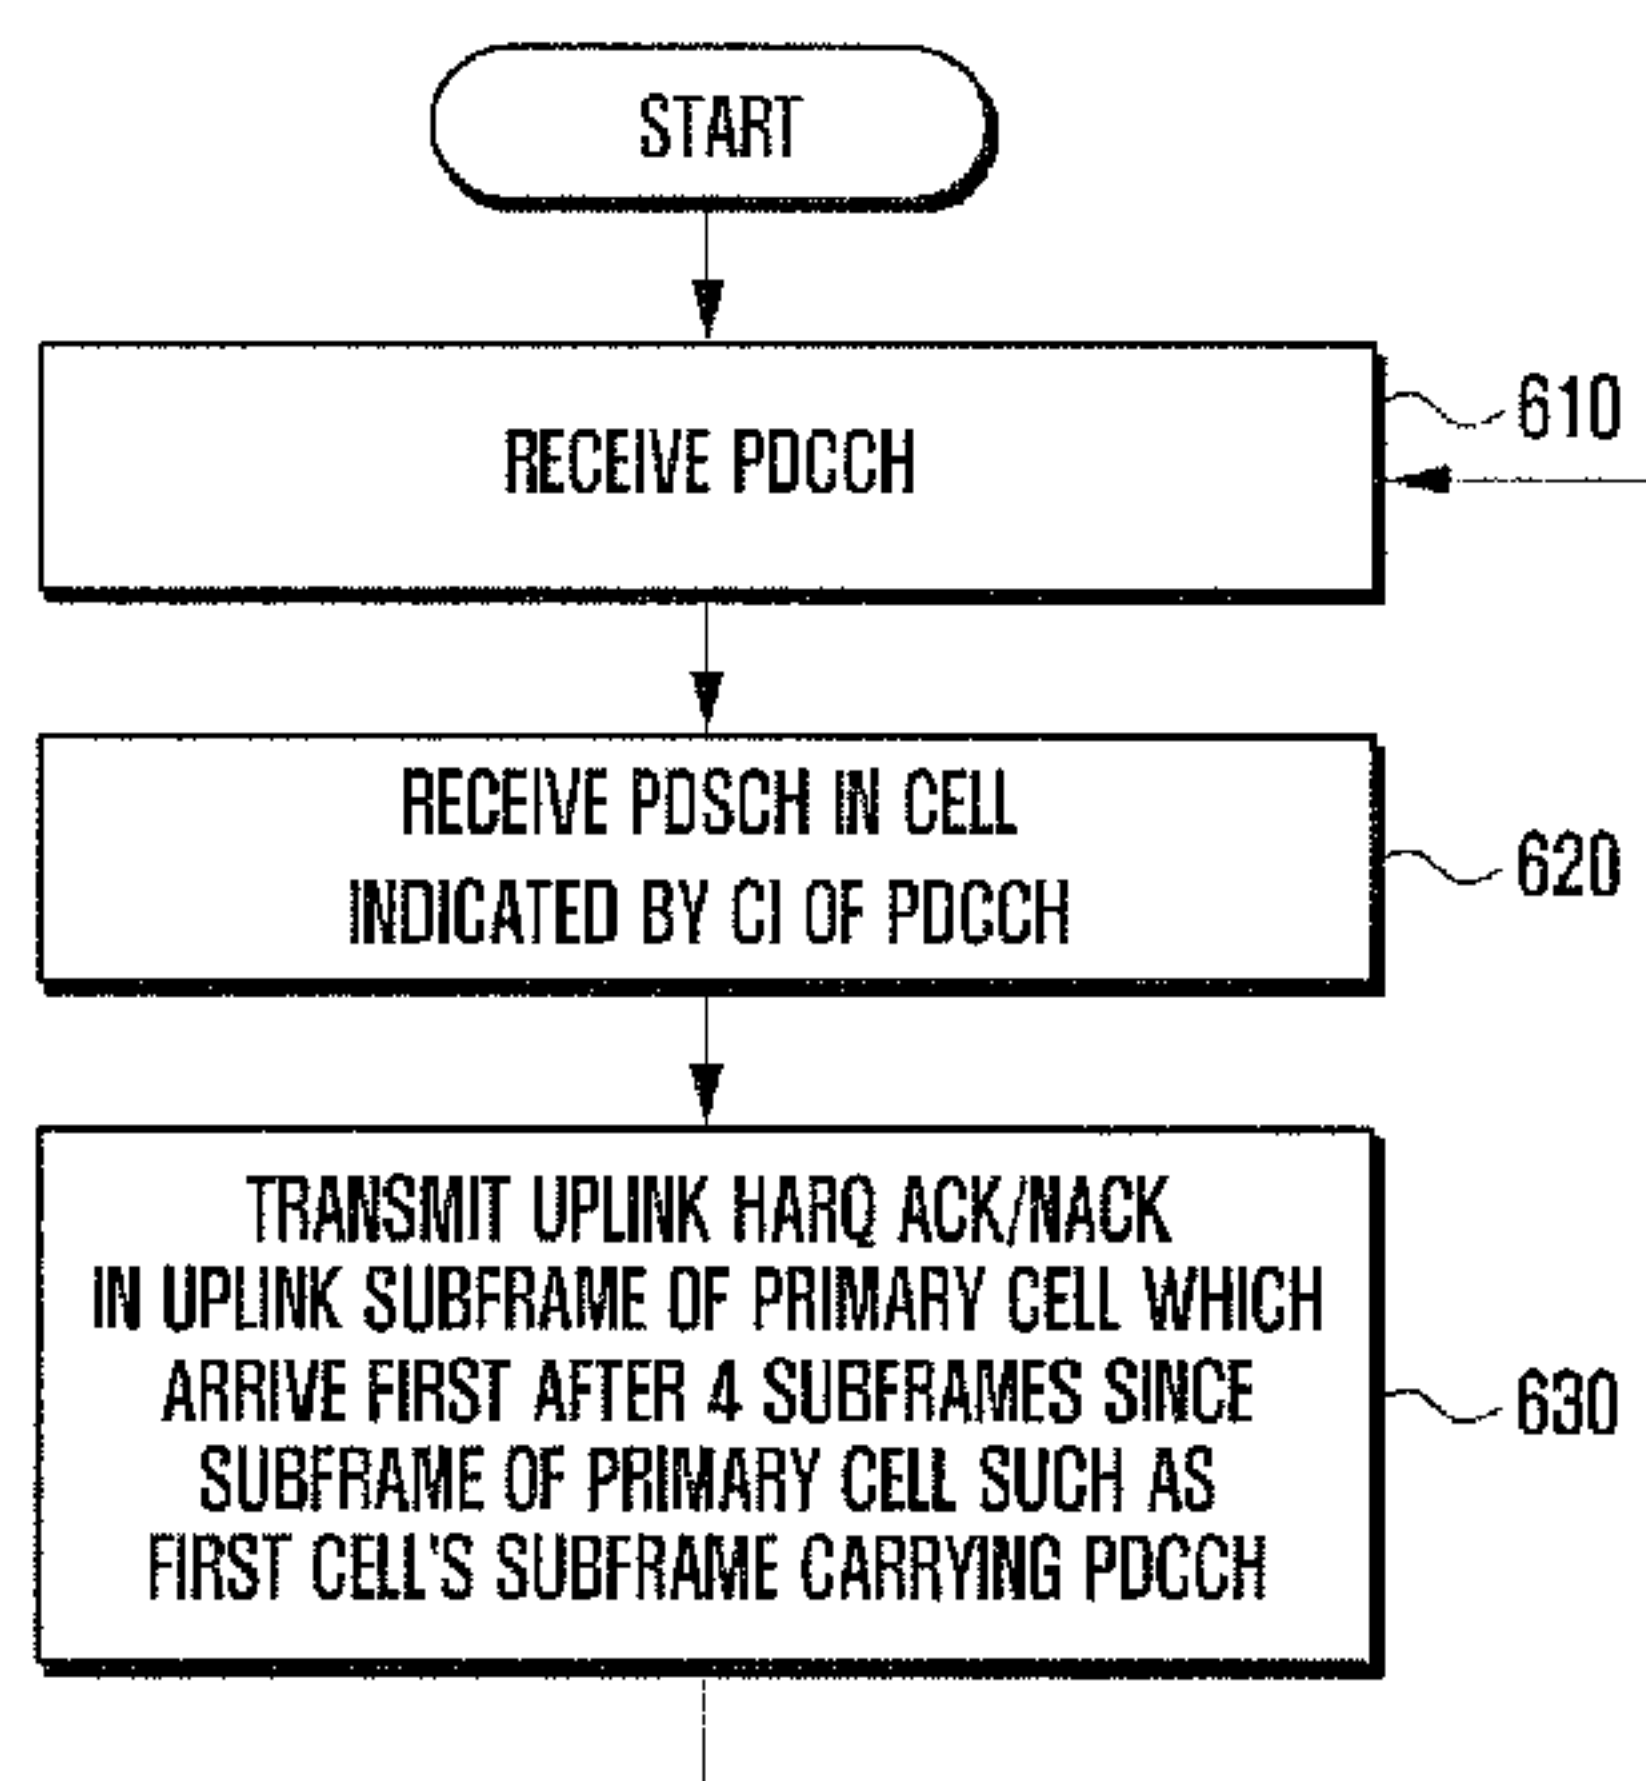 START
RECEIVE PDCCH
610
RECEIVE PDSCH IN CELL
INDICATED BY CI OF PDCCH
620
TRANSMIT UPLINK HARQ ACK/NACK
IN UPLINK SUBFRAME OF PRIMARY CELL WHICH
ARRIVE FIRST AFTER 4 SUBFRAMES SINCE
SUBFRAME OF PRIMARY CELL SUCH AS
FIRST CELL'S SUBFRAME CARRYING PDCCH
630